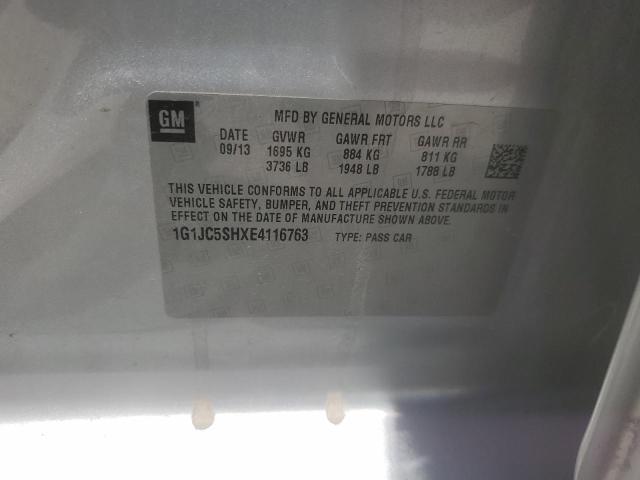 GM
MFD BY GENERAL MOTORS LLC
DATE GVWR GAWR FRT GAWR RR
09/13 1695 KG 884 KG 811 KG
3736 LB 1948 LB 1788 LB
THIS VEHICLE CONFORMS TO ALL APPLICABLE U.S. FEDERAL MOTOR
VEHICLE SAFETY, BUMPER, AND THEFT PREVENTION STANDARDS IN
EFFECT ON THE DATE OF MANUFACTURE SHOWN ABOVE.
1G1JC5SHXE4116763 TYPE: PASS CAR